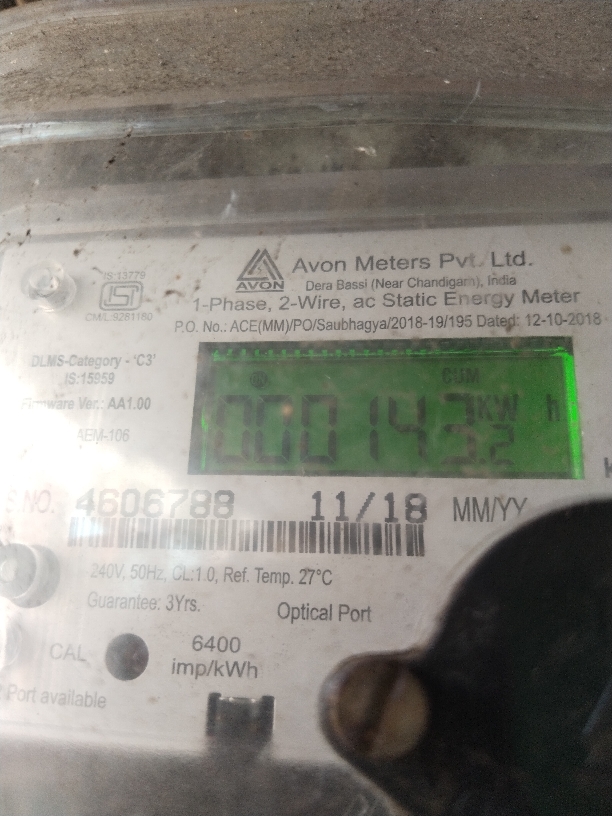 IS:13779
ISI
CM/L:9281160
AVON
Avon Meters Pvt. Ltd.
Dera Bassi (Near Chandigarh), India
1-Phase, 2-Wire, ac Static Energy Meter
P.O. No.: ACE(MM)/PO/Saubhagya/2018-19/195 Dated: 12-10-2018
DLMS-Category - 'C3'
IS:15959
Firmware Ver.: AA1.00
AEM-106
CUM
000143.2 KW h
S.NO. 4606788 11/18 MM/YY
240V, 50Hz, CL:1.0, Ref. Temp. 27°C
Guarantee: 3Yrs.
Optical Port
CAL
6400
imp/kWh
Port available